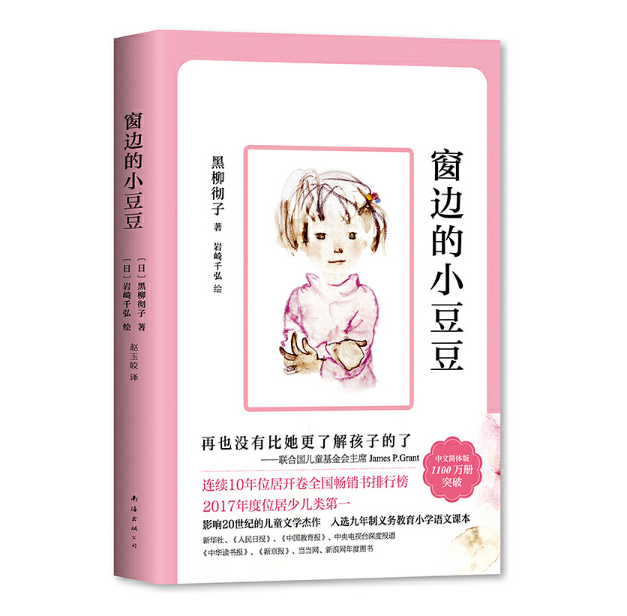 窗边的小豆豆
〔日〕黑柳彻子 著
〔日〕岩崎千弘 绘
赵玉皎 译
南海出版公司
窗边的小豆豆
黑柳彻子 著
岩崎千弘 绘
再也没有比她更了解孩子的了
——联合国儿童基金会主席 James P.Grant
连续10年位居开卷全国畅销书排行榜
2017年度位居少儿类第一
影响20世纪的儿童文学杰作 入选九年制义务教育小学语文课本
新华社、《人民日报》、《中国教育报》、中央电视台深度报道
《中华读书报》、《新京报》、当当网、新浪网年度图书
中文简体版
1100万册
突破